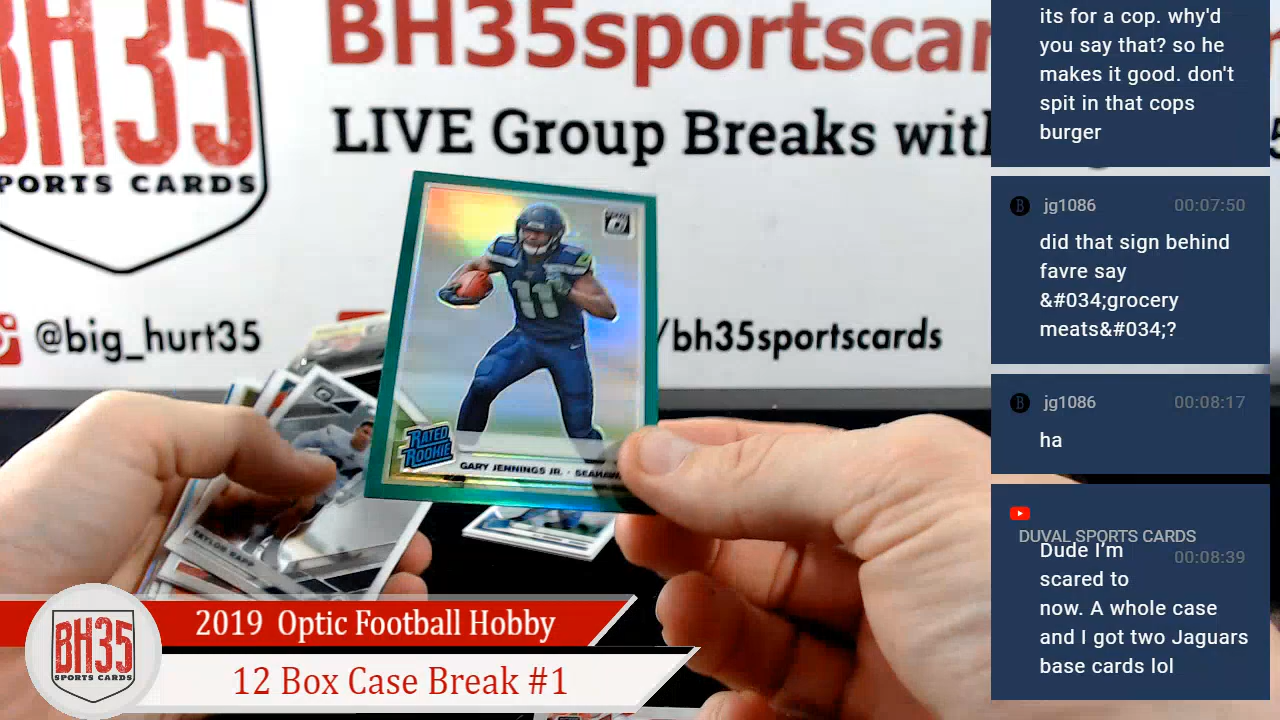 BH35
SPORTS CARDS
BH35sportscar
LIVE Group Breaks with
@big_hurt35
/bh35sportscards
11
RATED
ROOKIE
GARY JENNINGS JR. · SEAHAW
TAYLOR RAPP
BH35
SPORTS CARDS
2019 Optic Football Hobby
12 Box Case Break #1
its for a cop. why'd
you say that? so he
makes it good. don't
spit in that cops
burger
jg1086 00:07:50
did that sign behind
favre say
&#034;grocery
meats&#034;?
jg1086 00:08:17
ha
DUVAL SPORTS CARDS
00:08:39
Dude I'm
scared to
now. A whole case
and I got two Jaguars
base cards lol